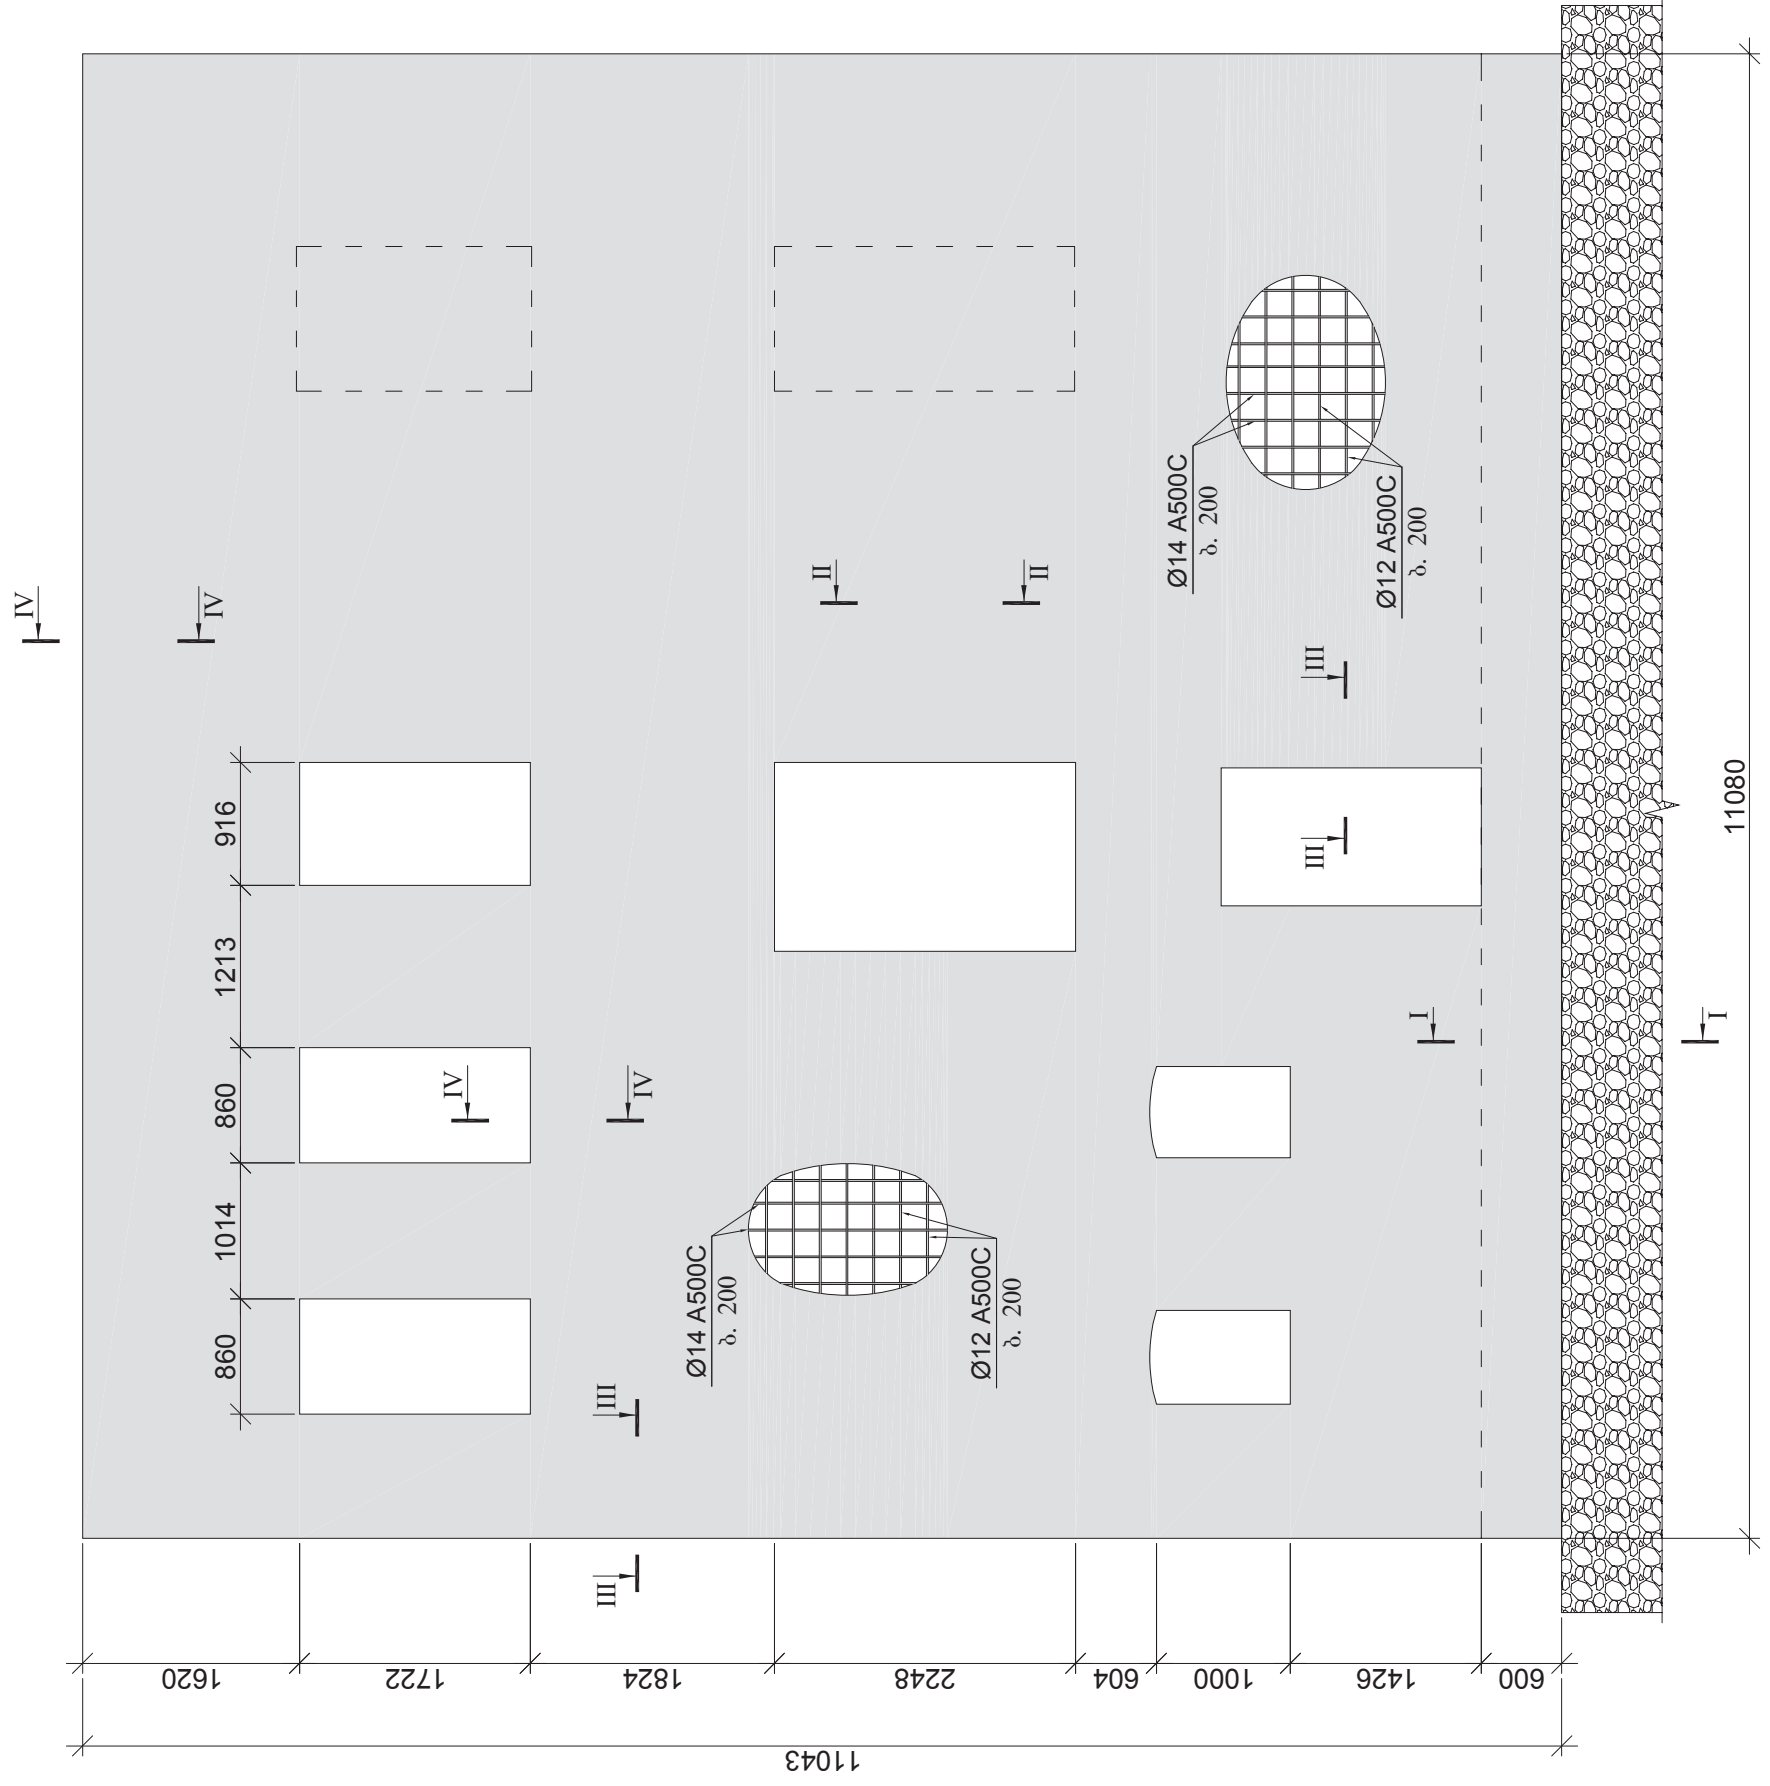 IV
IV
916
1213
860
1014
860
IV
IV
II
II
III
III
III
III
I
I
Ø14 A500C
ბ. 200
Ø12 A500C
ბ. 200
Ø14 A500C
ბ. 200
Ø12 A500C
ბ. 200
11080
1620
1722
1824
2248
604
1000
1426
600
11043